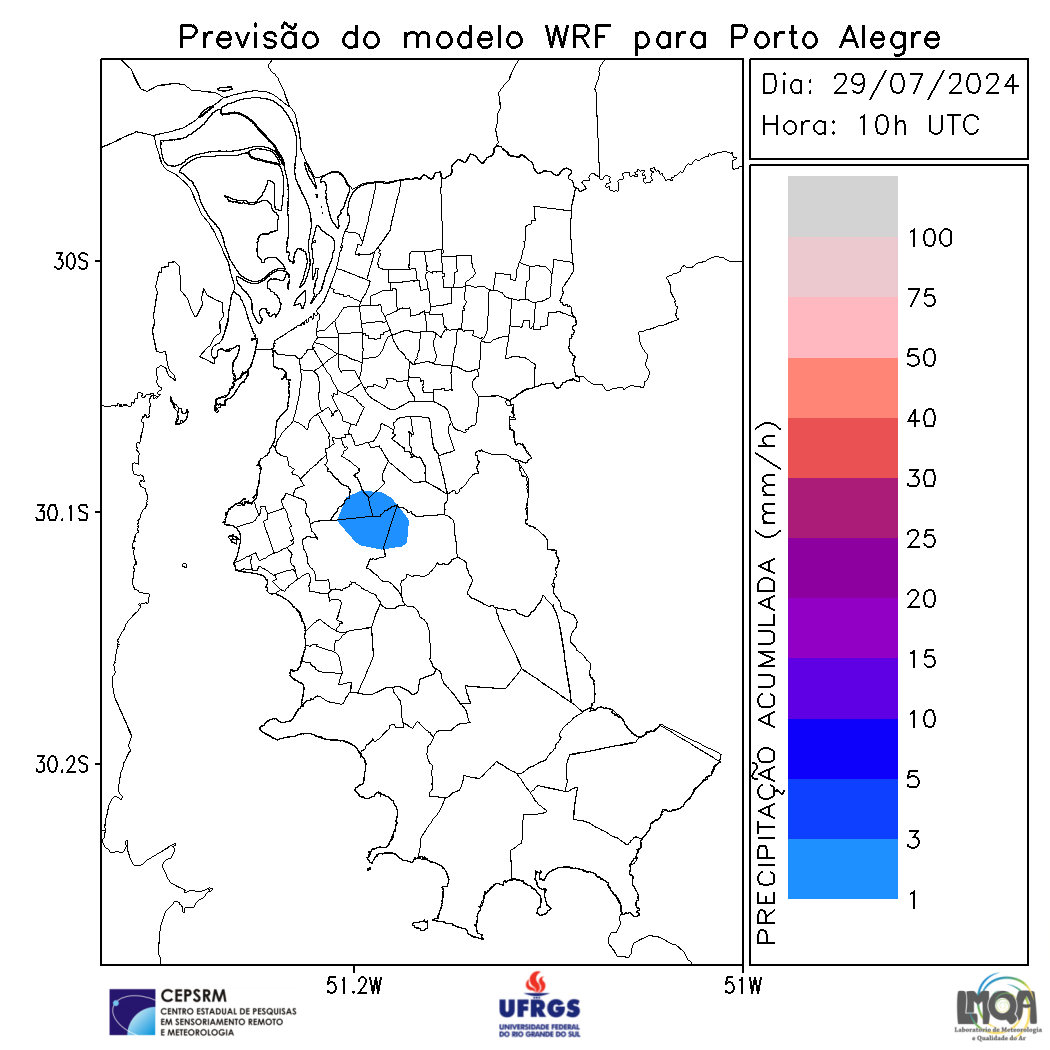 Previsão do modelo WRF para Porto Alegre
Dia: 29/07/2024
Hora: 10h UTC
30S
30.1S
30.2S
51.2W
51W
PRECIPITAÇÃO ACUMULADA (mm/h)
100
75
50
40
30
25
20
15
10
5
3
1
CEPSRM
CENTRO ESTADUAL DE PESQUISAS
EM SENSORIAMENTO REMOTO
E METEOROLOGIA
UFRGS
UNIVERSIDADE FEDERAL
DO RIO GRANDE DO SUL
LMQA
Laboratório de Meteorologia
e Qualidade do Ar